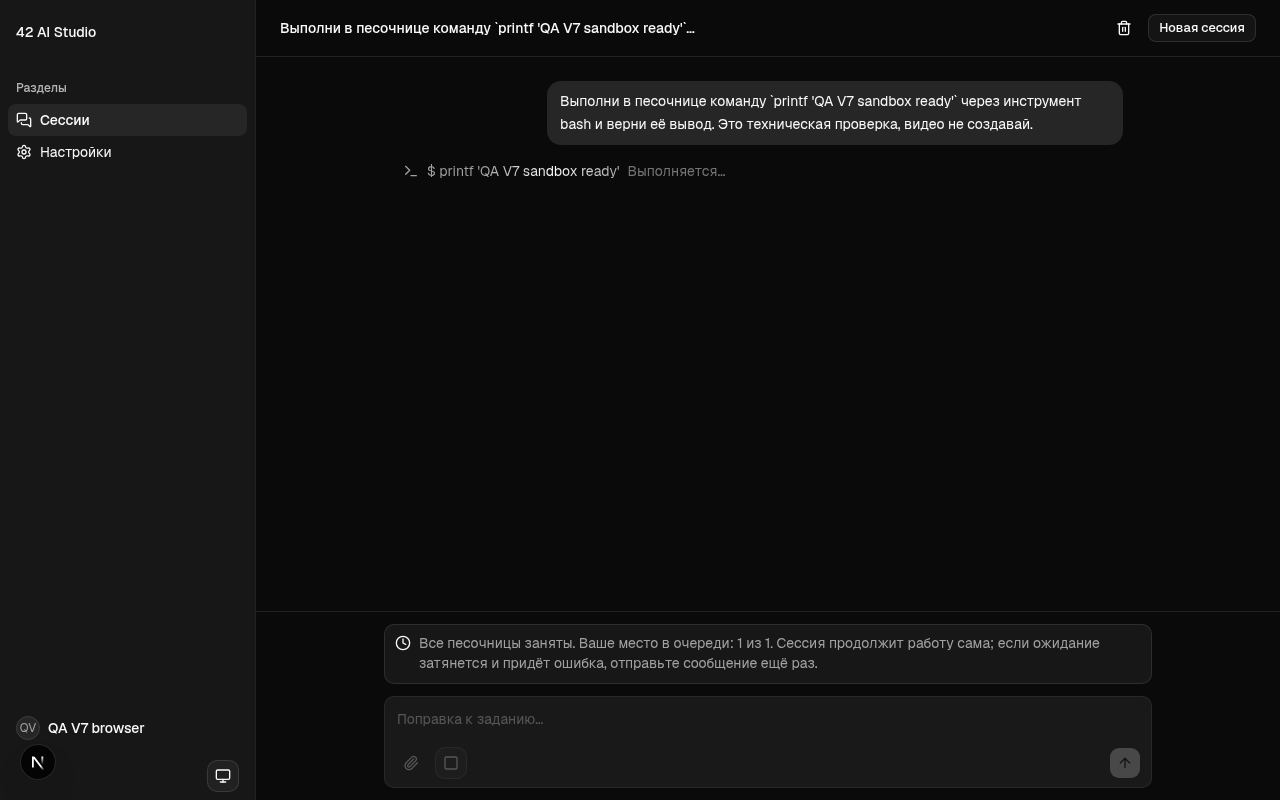 42 AI Studio
Разделы
Сессии
Настройки
QV QA V7 browser
N
Выполни в песочнице команду `printf 'QA V7 sandbox ready'`…
Новая сессия
Выполни в песочнице команду `printf 'QA V7 sandbox ready'` через инструмент
bash и верни её вывод. Это техническая проверка, видео не создавай.
$ printf 'QA V7 sandbox ready' Выполняется…
Все песочницы заняты. Ваше место в очереди: 1 из 1. Сессия продолжит работу сама; если ожидание
затянется и придёт ошибка, отправьте сообщение ещё раз.
Поправка к заданию…